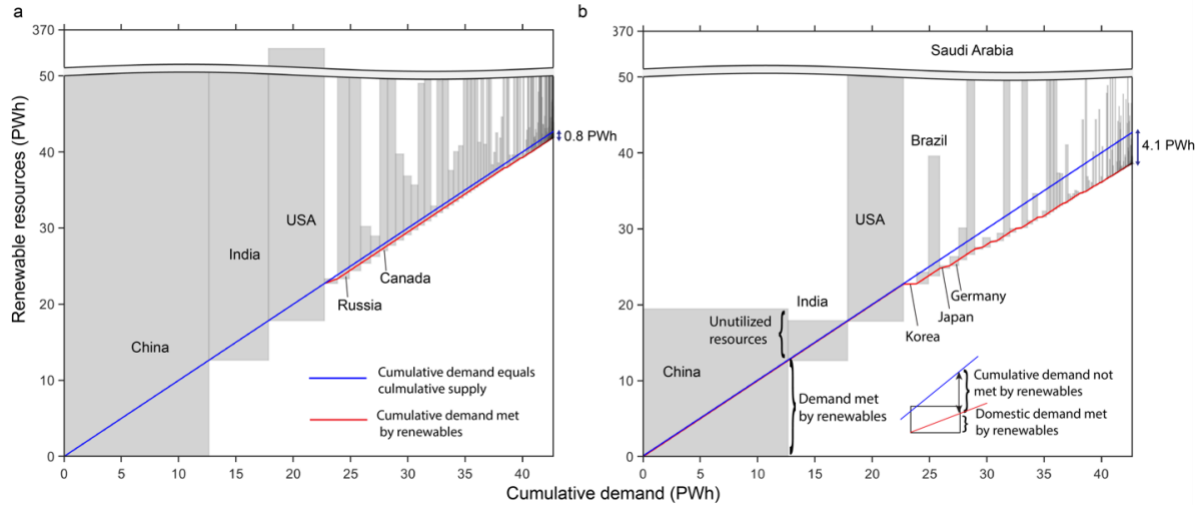 a
370
50
40
30
20
10
0
Renewable resources (PWh)
China
India
USA
Russia
Canada
0.8 PWh
Cumulative demand equals
culmulative supply
Cumulative demand met
by renewables
0 5 10 15 20 25 30 35 40
b
370
50
40
30
20
10
0
Saudi Arabia
Brazil
USA
India
Unutilized
resources
China
Demand met
by renewables
Korea
Japan
Germany
4.1 PWh
Cumulative demand not
met by renewables
Domestic demand met
by renewables
0 5 10 15 20 25 30 35 40
Cumulative demand (PWh)